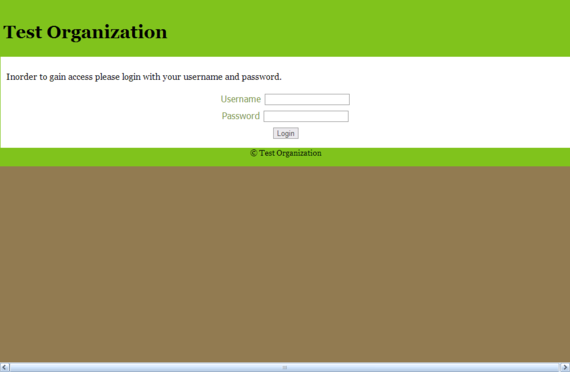 Test Organization
Inorder to gain access please login with your username and password.
Username
Password
Login
© Test Organization